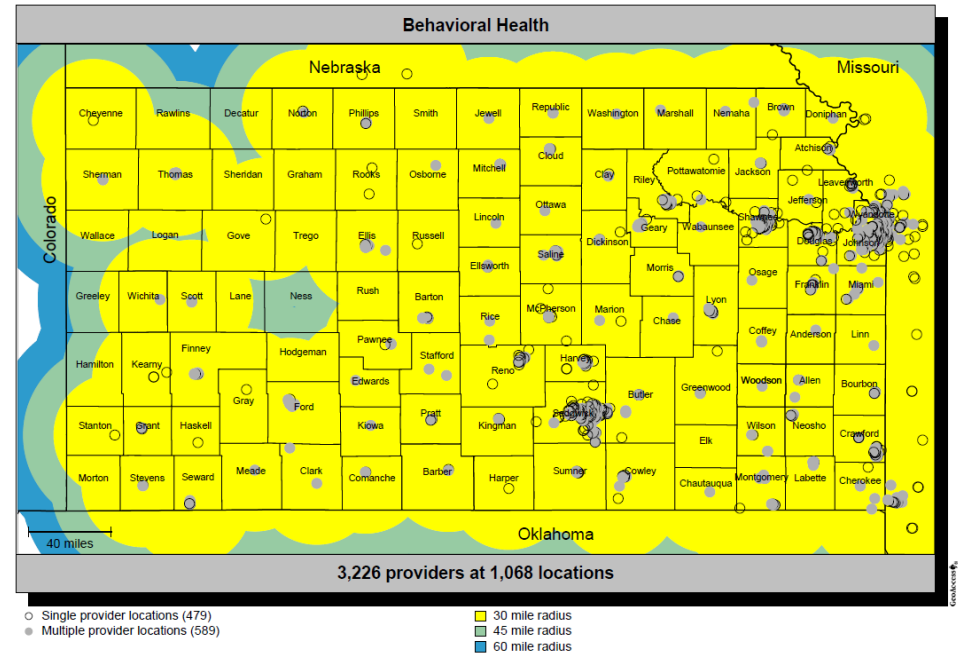 Behavioral Health
Nebraska
Missouri
Colorado
Cheyenne Rawlins Decatur Norton Phillips Smith Jewell Republic Washington Marshall Nemaha Brown Doniphan
Cloud Atchison
Sherman Thomas Sheridan Graham Rooks Osborne Mitchell Clay Riley Pottawatomie Jackson Leavenworth
Jefferson
Wallace Logan Gove Trego Ellis Russell Lincoln Ottawa Dickinson Geary Wabaunsee Shawnee Wyandotte
Douglas Johnson
Ellsworth Saline Morris Osage Franklin Miami
Greeley Wichita Scott Lane Ness Rush Barton Rice McPherson Marion Chase Lyon
Coffey Anderson Linn
Hamilton Kearny Finney Hodgeman Pawnee Stafford Reno Harvey
Gray Ford Edwards Butler Greenwood Woodson Allen Bourbon
Stanton Grant Haskell Kiowa Pratt Kingman Sedgwick Elk Wilson Neosho Crawford
Morton Stevens Seward Meade Clark Comanche Barber Harper Sumner Cowley Chautauqua Montgomery Labette Cherokee
Oklahoma
40 miles
3,226 providers at 1,068 locations
GeoAccess
Single provider locations (479)
Multiple provider locations (589)
30 mile radius
45 mile radius
60 mile radius